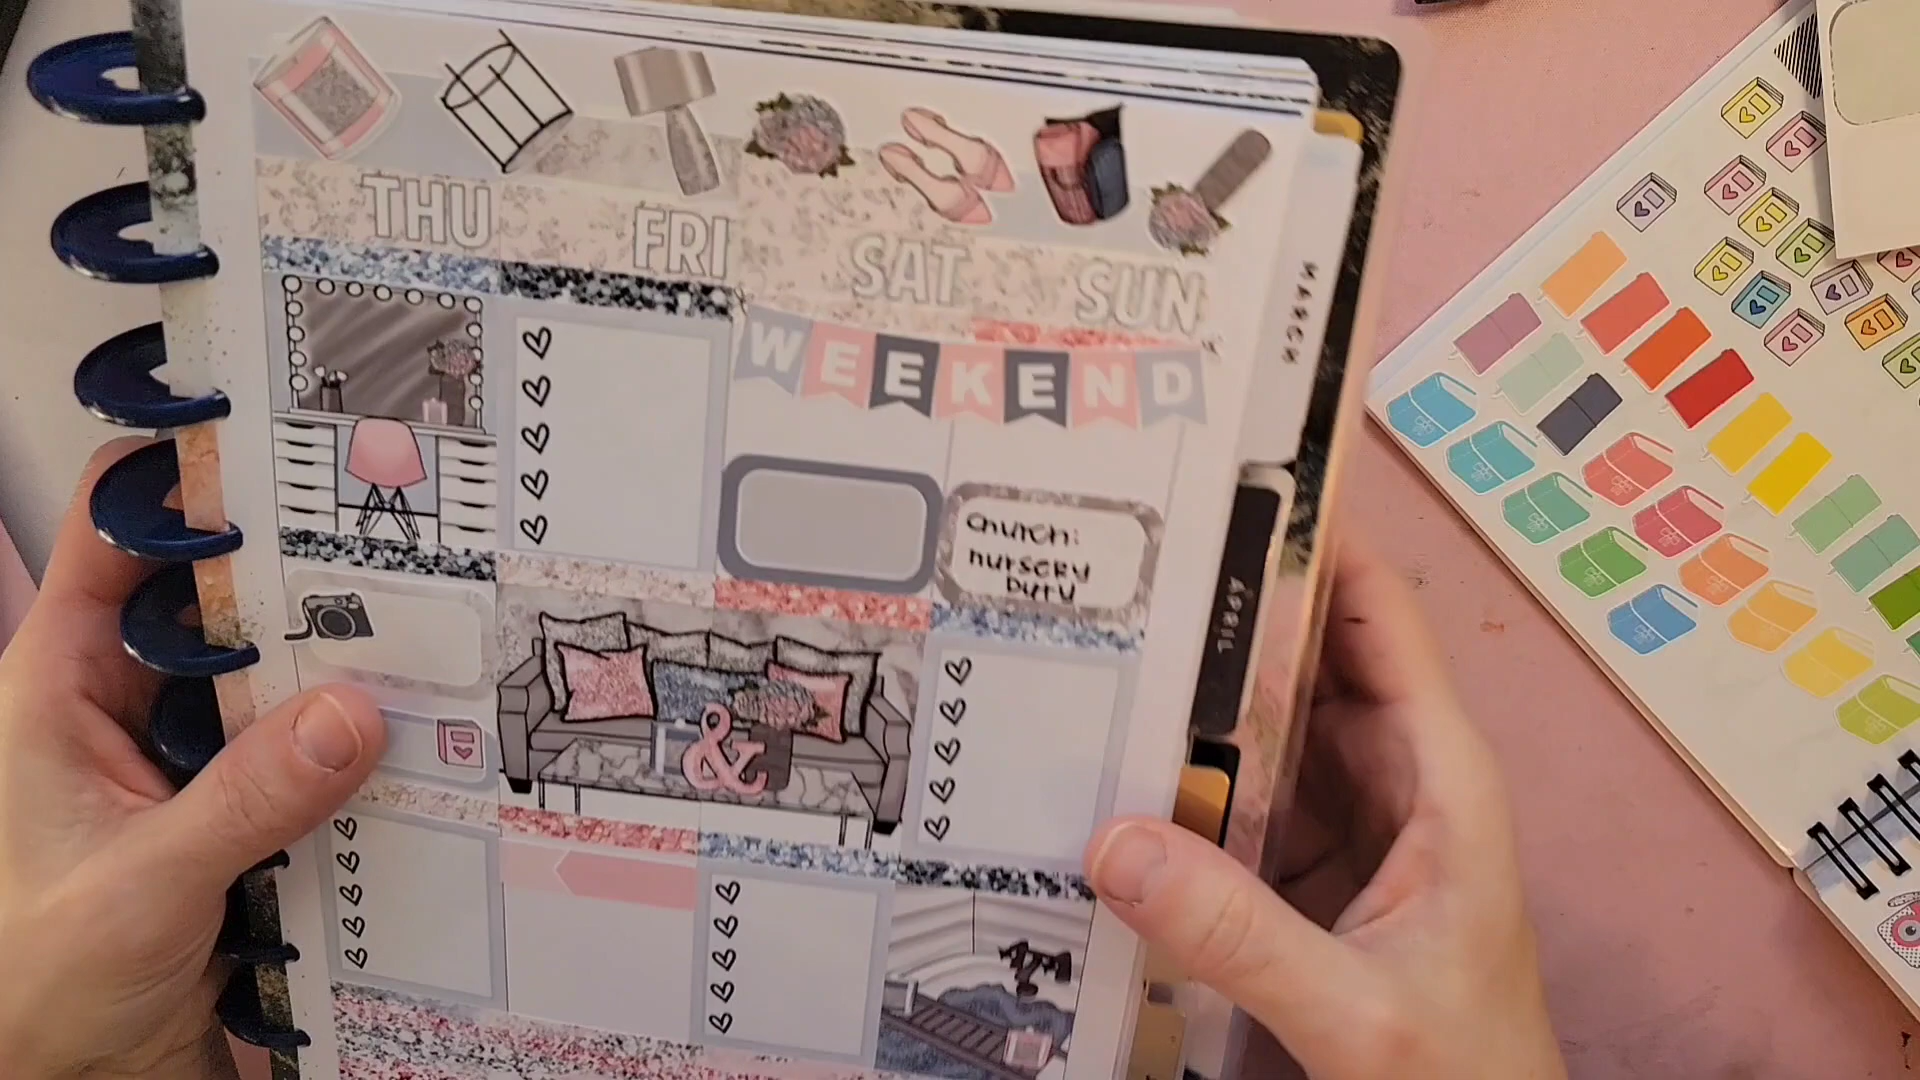 THU
FRI
SAT
SUN
WEEKEND
Church:
nursery
Duty
&
MARCH
APRIL